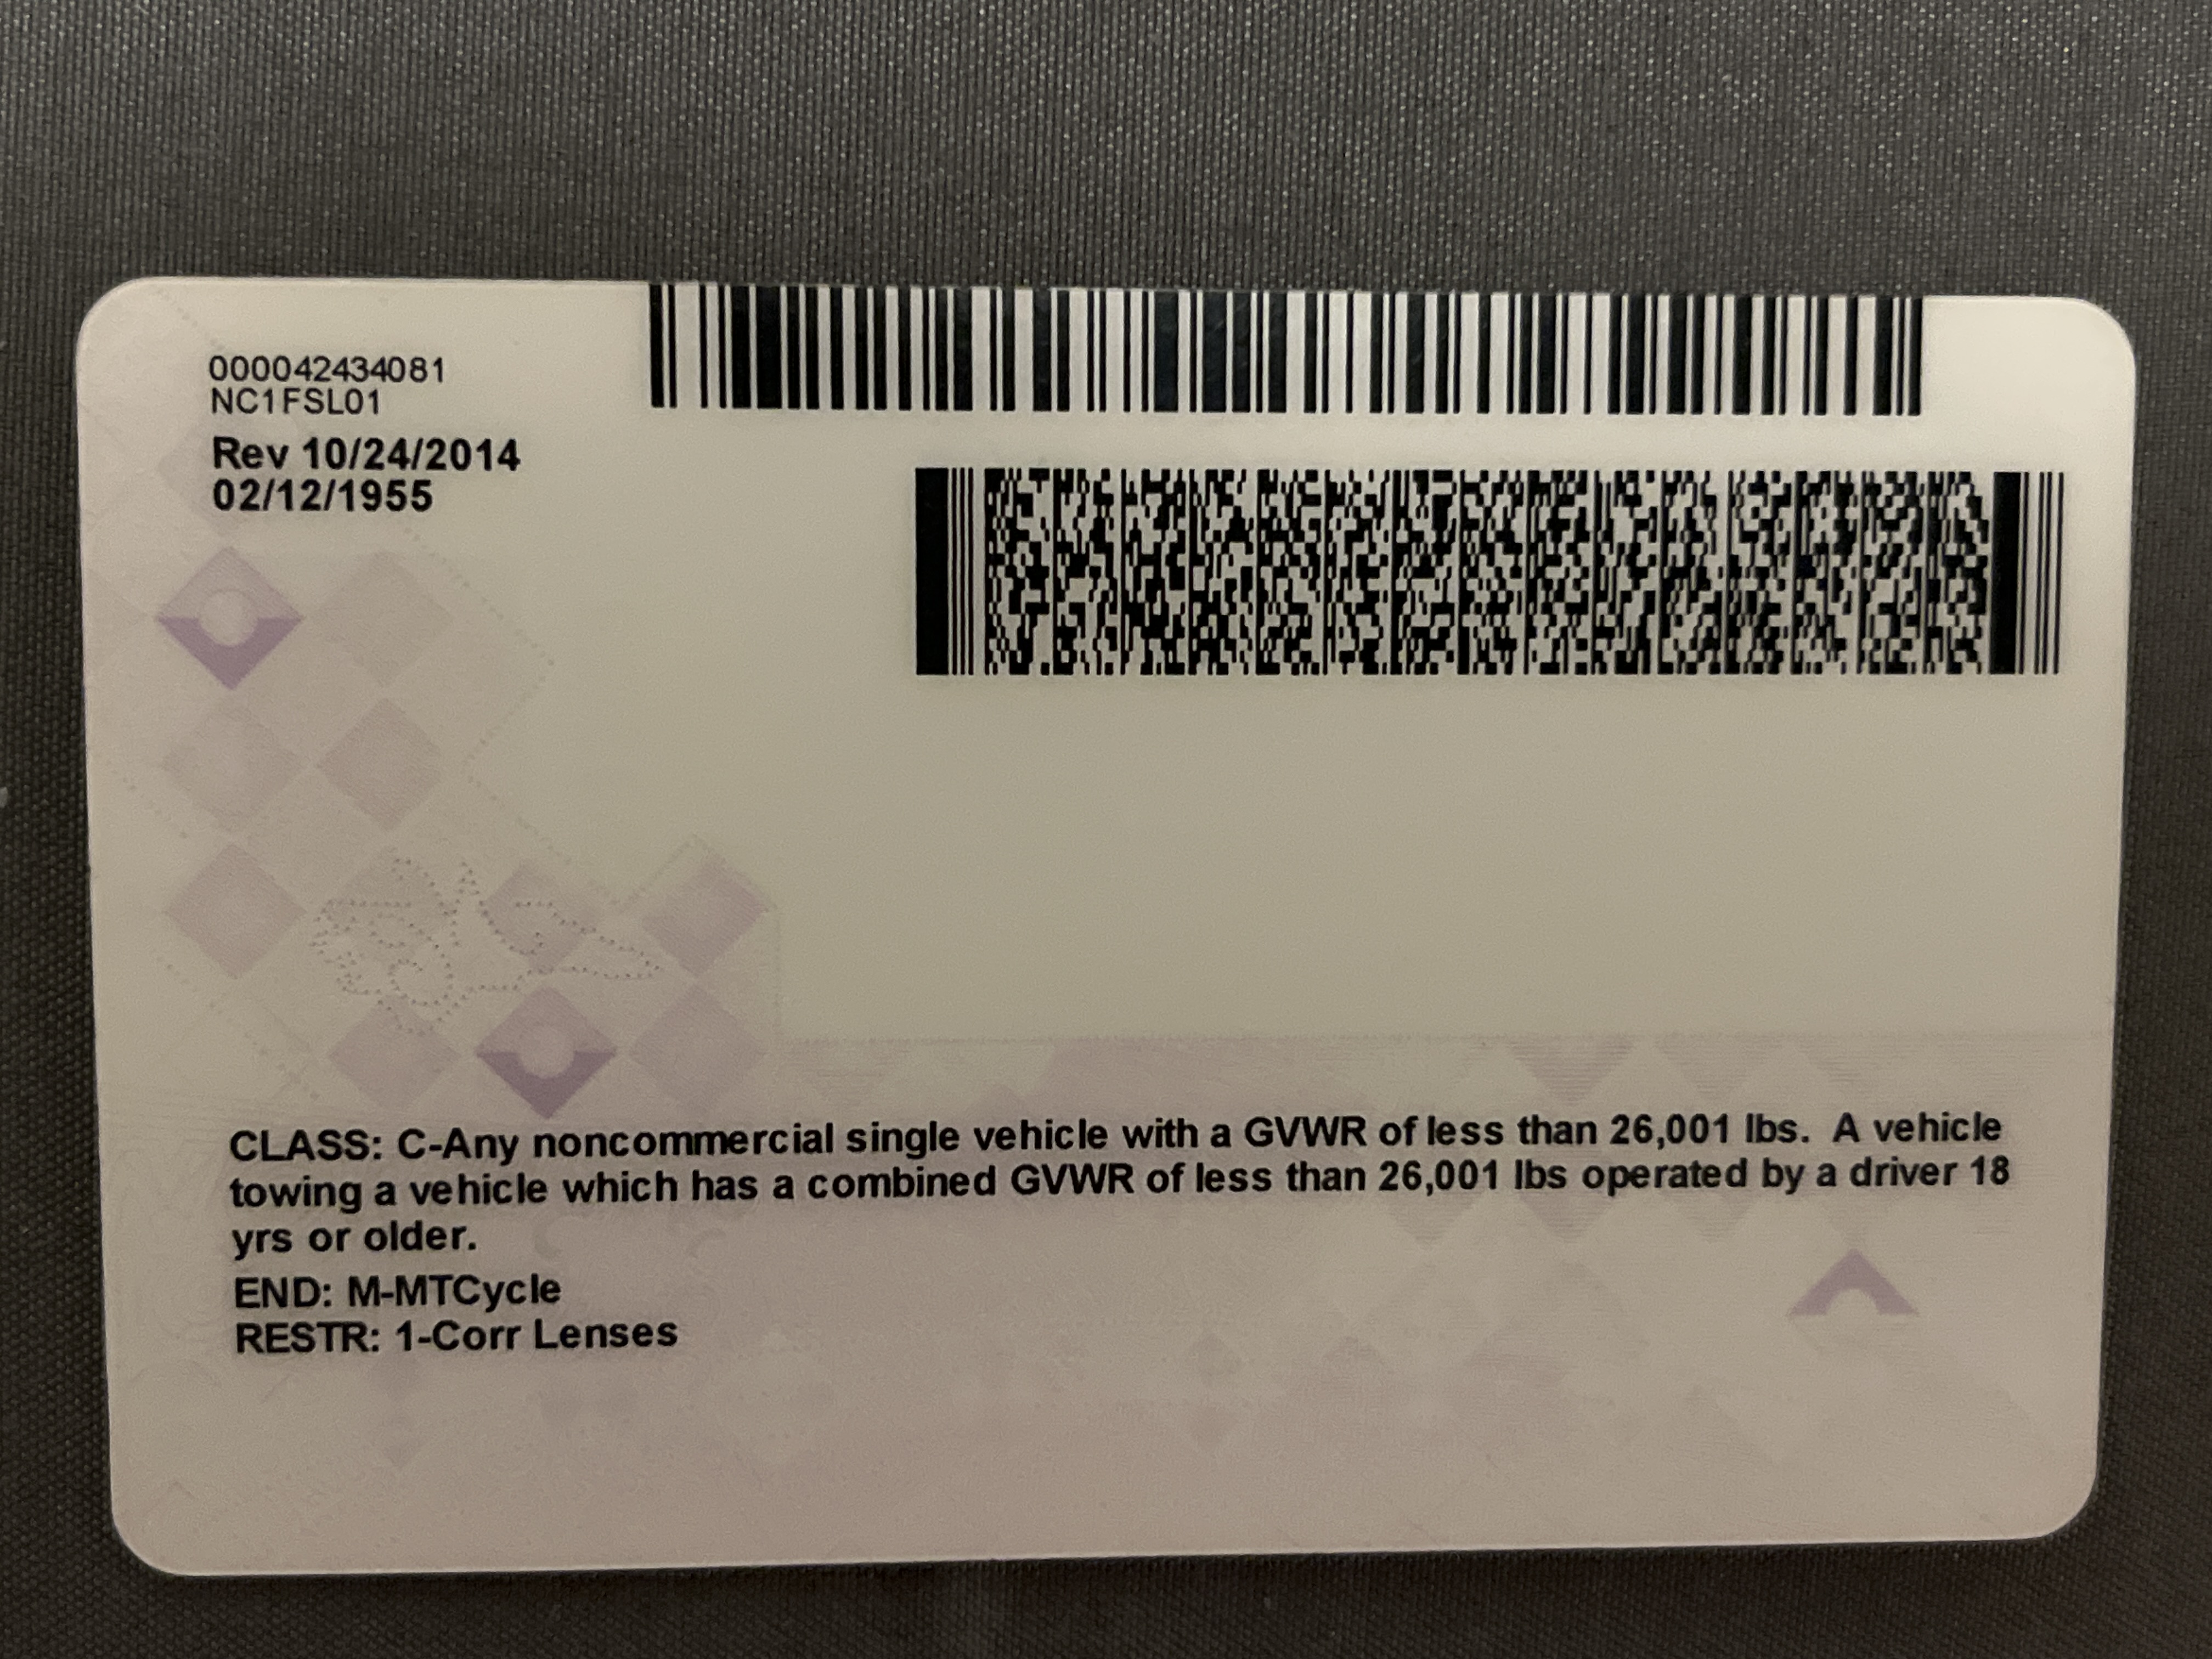 0000424334081
NC1FSL01
Rev 10/24/2014
02/12/1955
CLASS: C-Any noncommercial single vehicle with a GVWR of less than 26,001 lbs. A vehicle
towing a vehicle which has a combined GVWR of less than 26,001 lbs operated by a driver 18
yrs or older.
END: M-MTCycle
RESTR: 1-Corr Lenses